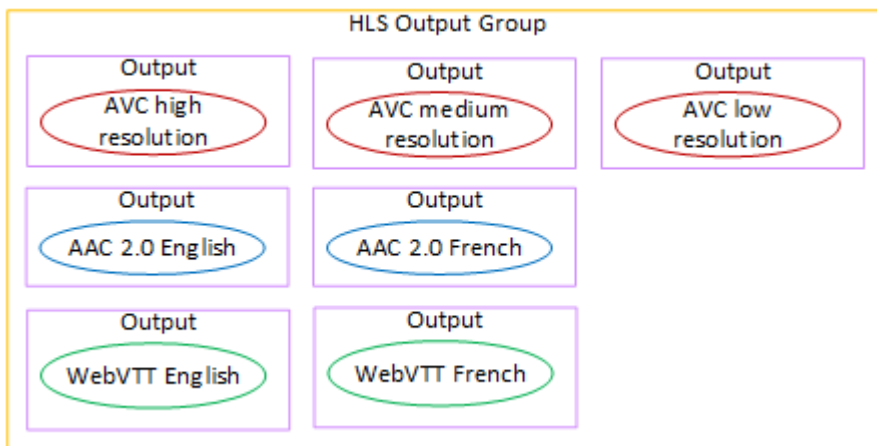 HLS Output Group
Output
AVC high
resolution
Output
AVC medium
resolution
Output
AVC low
resolution
Output
AAC 2.0 English
Output
AAC 2.0 French
Output
WebVTT English
Output
WebVTT French